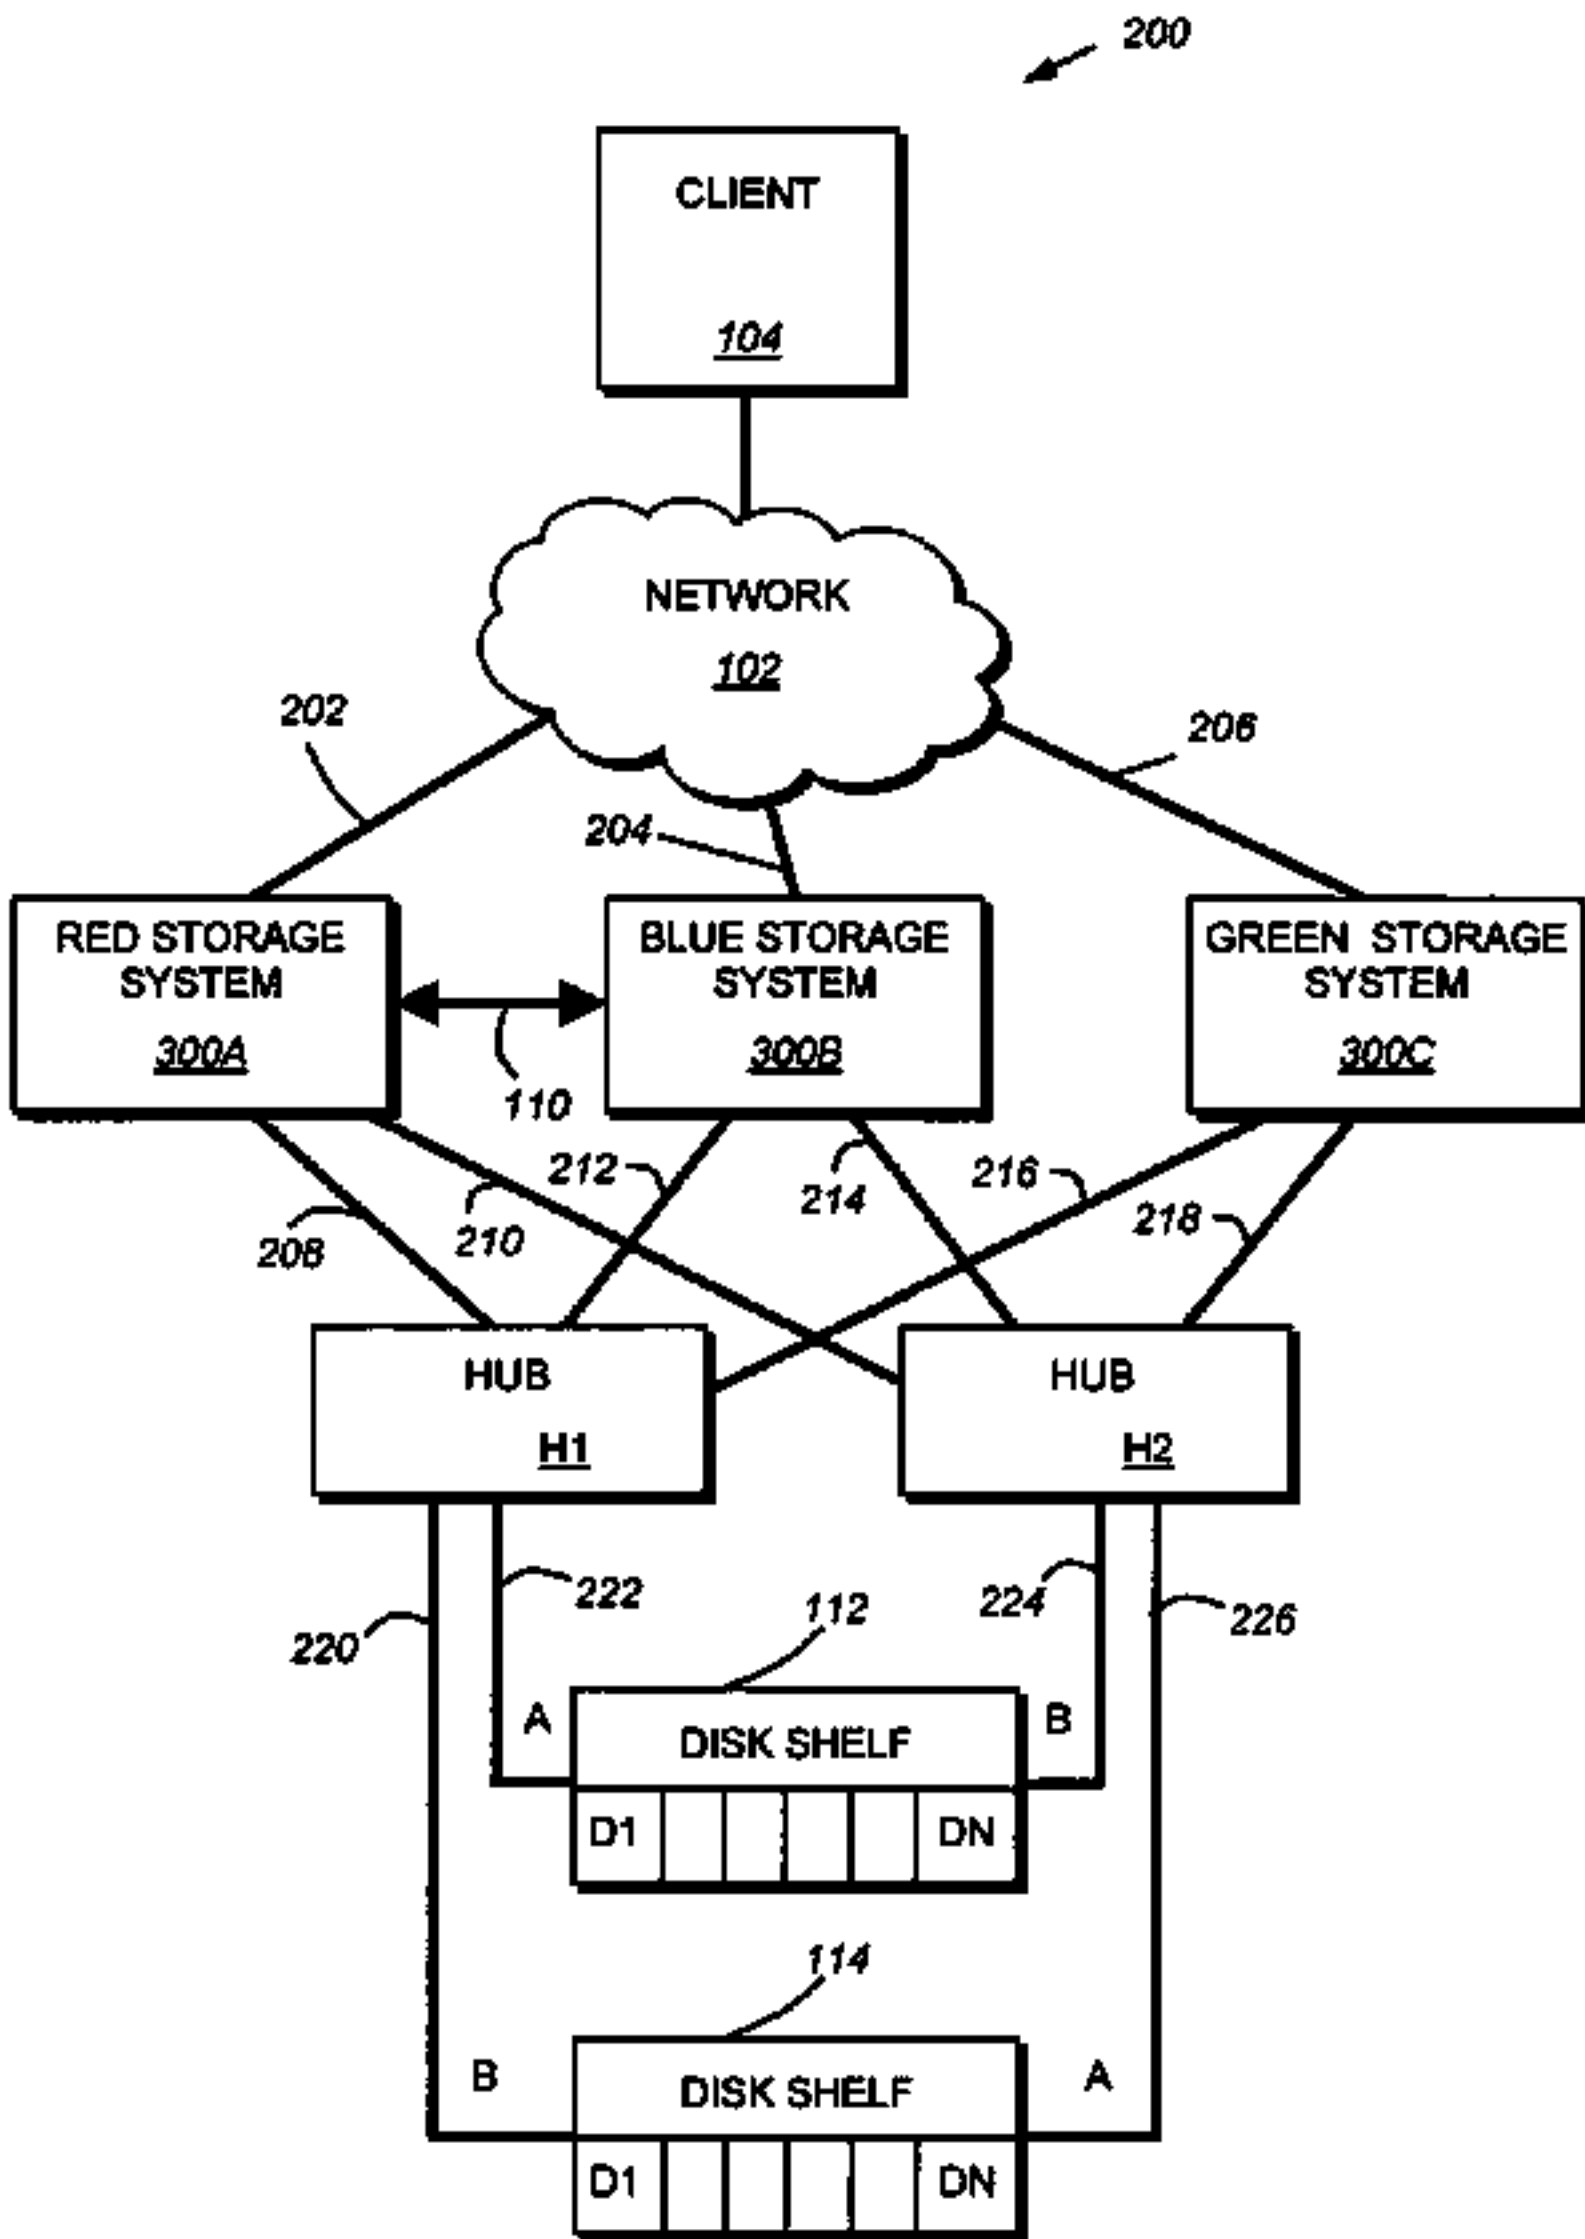 200
CLIENT
104
NETWORK
102
202
206
204
RED STORAGE
SYSTEM
300A
BLUE STORAGE
SYSTEM
300B
GREEN STORAGE
SYSTEM
300C
110
212
214
216
218
208
210
HUB
H1
HUB
H2
222
224
220
226
112
A
B
DISK SHELF
D1
DN
114
B
A
DISK SHELF
D1
DN